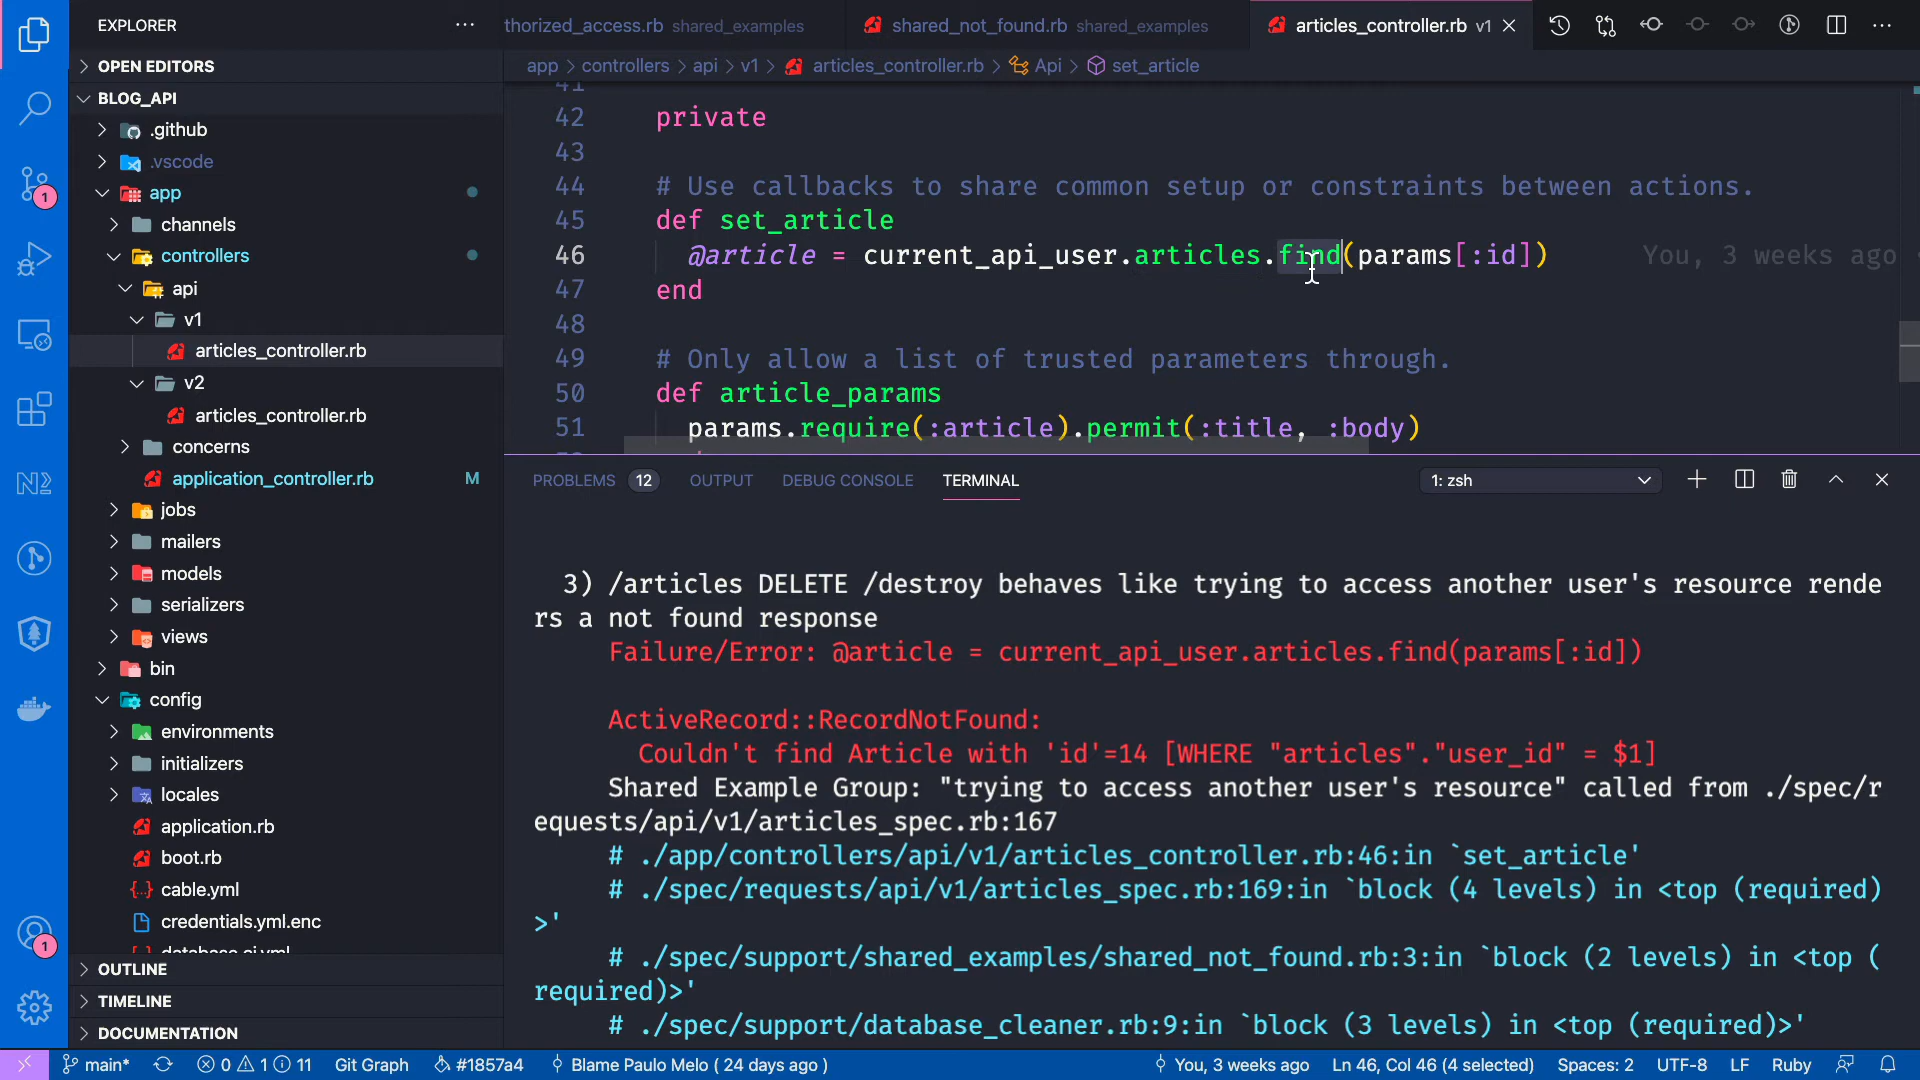 EXPLORER
OPEN EDITORS
BLOG_API
.github
.vscode
app
channels
controllers
api
v1
articles_controller.rb
v2
articles_controller.rb
concerns
application_controller.rb M
jobs
mailers
models
serializers
views
bin
config
environments
initializers
locales
application.rb
boot.rb
cable.yml
credentials.yml.enc
OUTLINE
TIMELINE
DOCUMENTATION
1
1
thorized_access.rb shared_examples shared_not_found.rb shared_examples articles_controller.rb v1
app > controllers > api > v1 > articles_controller.rb > Api > set_article
41
42 private
43
44 # Use callbacks to share common setup or constraints between actions.
45 def set_article
46 @article = current_api_user.articles.find(params[:id]) You, 3 weeks ago
47 end
48
49 # Only allow a list of trusted parameters through.
50 def article_params
51 params.require(:article).permit(:title, :body)
PROBLEMS 12 OUTPUT DEBUG CONSOLE TERMINAL 1: zsh
3) /articles DELETE /destroy behaves like trying to access another user's resource rende
rs a not found response
Failure/Error: @article = current_api_user.articles.find(params[:id])
ActiveRecord::RecordNotFound:
Couldn't find Article with 'id'=14 [WHERE "articles"."user_id" = $1]
Shared Example Group: "trying to access another user's resource" called from ./spec/r
equests/api/v1/articles_spec.rb:167
# ./app/controllers/api/v1/articles_controller.rb:46:in `set_article'
# ./spec/requests/api/v1/articles_spec.rb:169:in `block (4 levels) in <top (required)
>'
# ./spec/support/shared_examples/shared_not_found.rb:3:in `block (2 levels) in <top (
required)>'
# ./spec/support/database_cleaner.rb:9:in `block (3 levels) in <top (required)>'
main* 0 1 11 Git Graph #1857a4 Blame Paulo Melo ( 24 days ago ) You, 3 weeks ago Ln 46, Col 46 (4 selected) Spaces: 2 UTF-8 LF Ruby